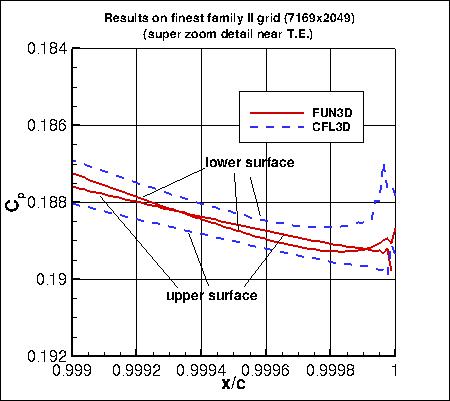 Results on finest family II grid (7169x2049)
(super zoom detail near T.E.)
0.184
0.186
0.188
0.19
0.192
Cp
FUN3D
CFL3D
lower surface
upper surface
0.999
0.9992
0.9994
0.9996
0.9998
1
x/c